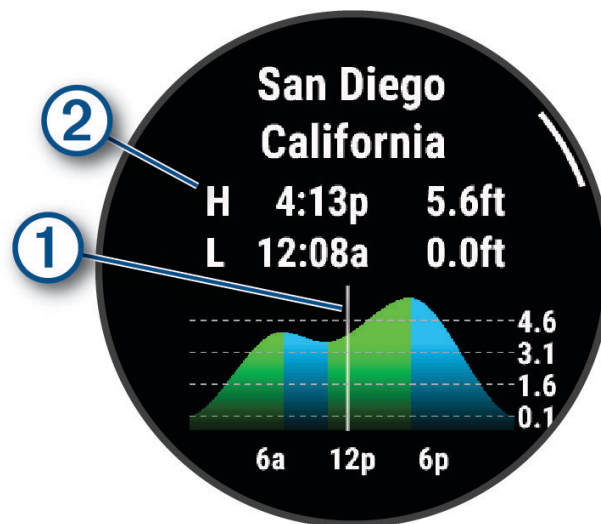 San Diego
California
2
H 4:13p 5.6ft
1
L 12:08a 0.0ft
4.6
3.1
1.6
0.1
6a 12p 6p